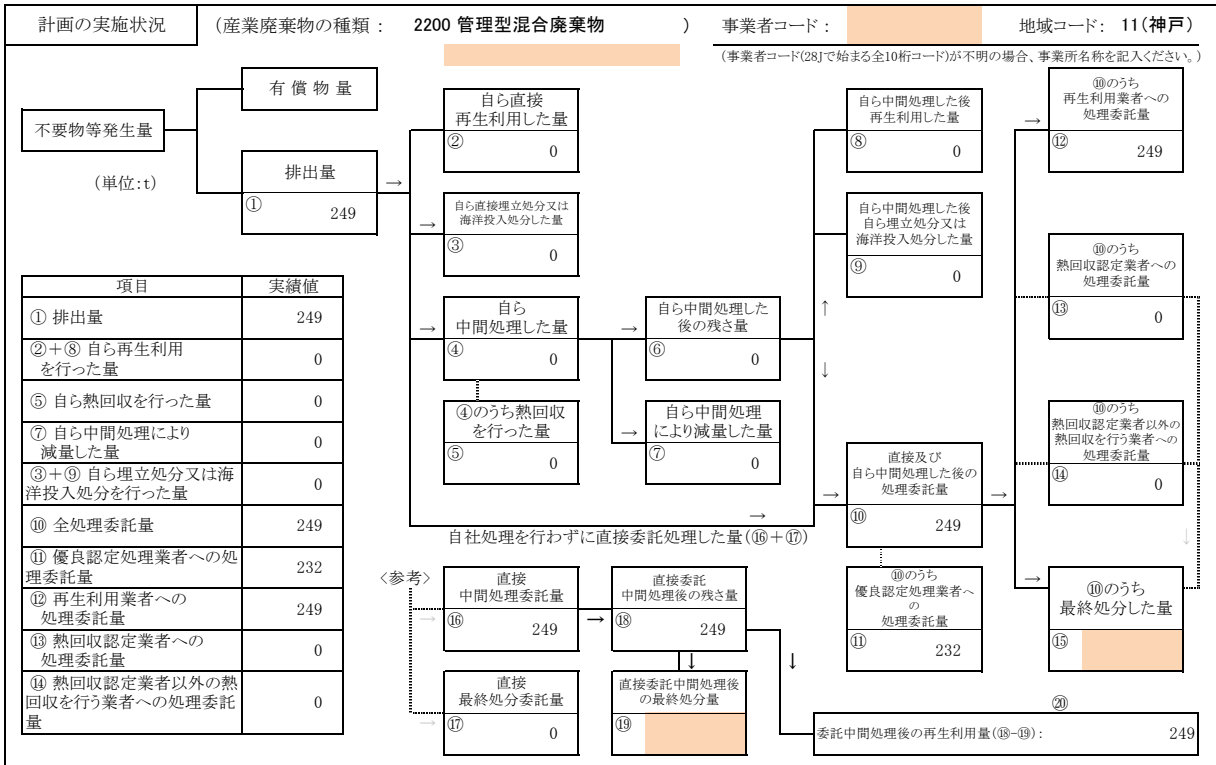 計画の実施状況
(産業廃棄物の種類： 2200 管理型混合廃棄物 )
事業者コード：
地域コード： 11(神戸)
(事業者コード(28Jで始まる全10桁コード)が不明の場合、事業所名称を記入ください。)
不要物等発生量
(単位:t)
有償物量
排出量
① 249
→
自ら直接
再生利用した量
② 0
→
自ら直接埋立処分又は
海洋投入処分した量
③ 0
→
自ら
中間処理した量
④ 0
④のうち熱回収
を行った量
⑤ 0
→
自ら中間処理した
後の残さ量
⑥ 0
→
自ら中間処理
により減量した量
⑦ 0
自ら中間処理した後
再生利用した量
⑧ 0
自ら中間処理した後
自ら埋立処分又は
海洋投入処分した量
⑨ 0
↑
↓
→
直接及び
自ら中間処理した後の
処理委託量
⑩ 249
→
⑩のうち
優良認定処理業者へ
の
処理委託量
⑪ 232
→
⑩のうち
再生利用業者への
処理委託量
⑫ 249
⑩のうち
熱回収認定業者への
処理委託量
⑬ 0
⑩のうち
熱回収認定業者以外の
熱回収を行う業者への
処理委託量
⑭ 0
↓
→
⑩のうち
最終処分した量
⑮
→
自社処理を行わずに直接委託処理した量(⑯＋⑰)
項目 実績値
① 排出量 249
②＋⑧ 自ら再生利用
を行った量 0
⑤ 自ら熱回収を行った量 0
⑦ 自ら中間処理により
減量した量 0
③＋⑨ 自ら埋立処分又は海
洋投入処分を行った量 0
⑩ 全処理委託量 249
⑪ 優良認定処理業者への処
理委託量 232
⑫ 再生利用業者への
処理委託量 249
⑬ 熱回収認定業者への
処理委託量 0
⑭ 熱回収認定業者以外の熱
回収を行う業者への処理委託
量 0
<参考>
→
直接
中間処理委託量
⑯ 249
→
直接委託
中間処理後の残さ量
⑱ 249
→
直接
最終処分委託量
⑰ 0
↓
直接委託中間処理後
の最終処分量
⑲
↓
⑳
委託中間処理後の再生利用量(⑱-⑲)： 249